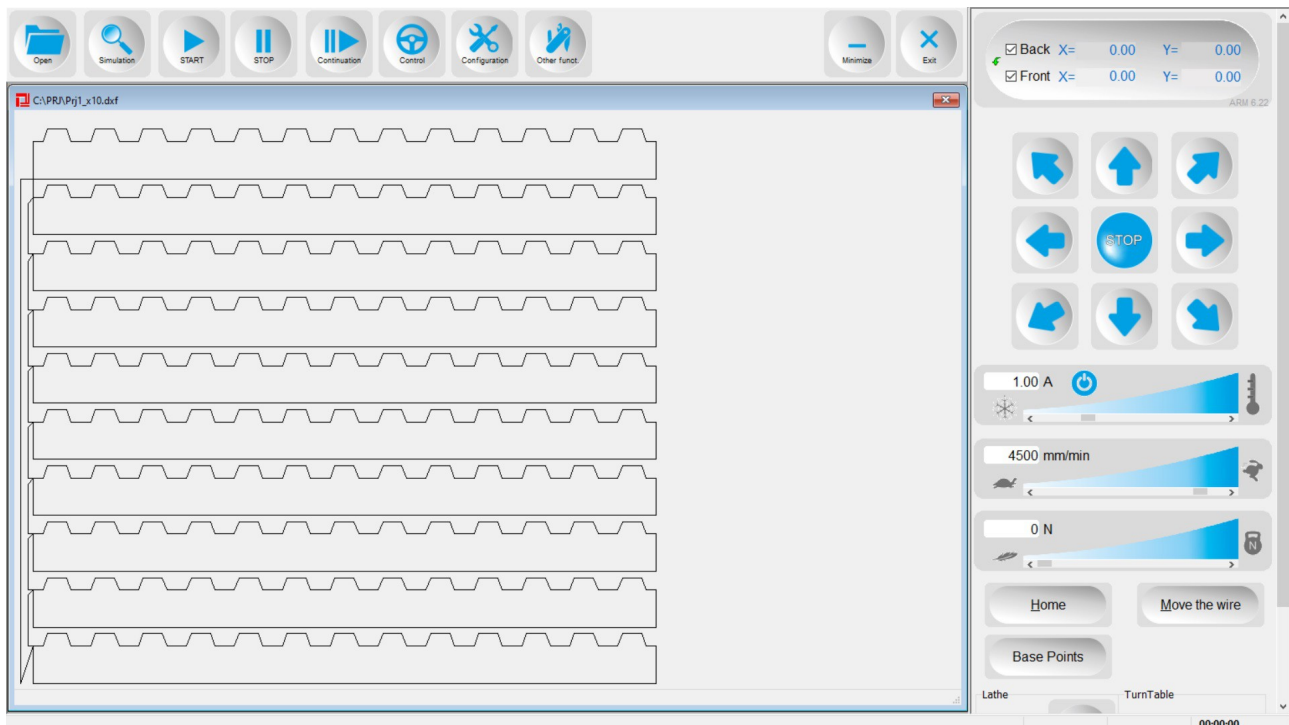 Open
Simulation
START
STOP
Continuation
Control
Configuration
Other funct.
Minimize
Exit
C:\PRJ\Prj1_x10.dxf
Back X= 0.00 Y= 0.00
Front X= 0.00 Y= 0.00
ARM 6.22
STOP
1.00 A
4500 mm/min
0 N
N
Home
Move the wire
Base Points
Lathe
TurnTable
00:00:00